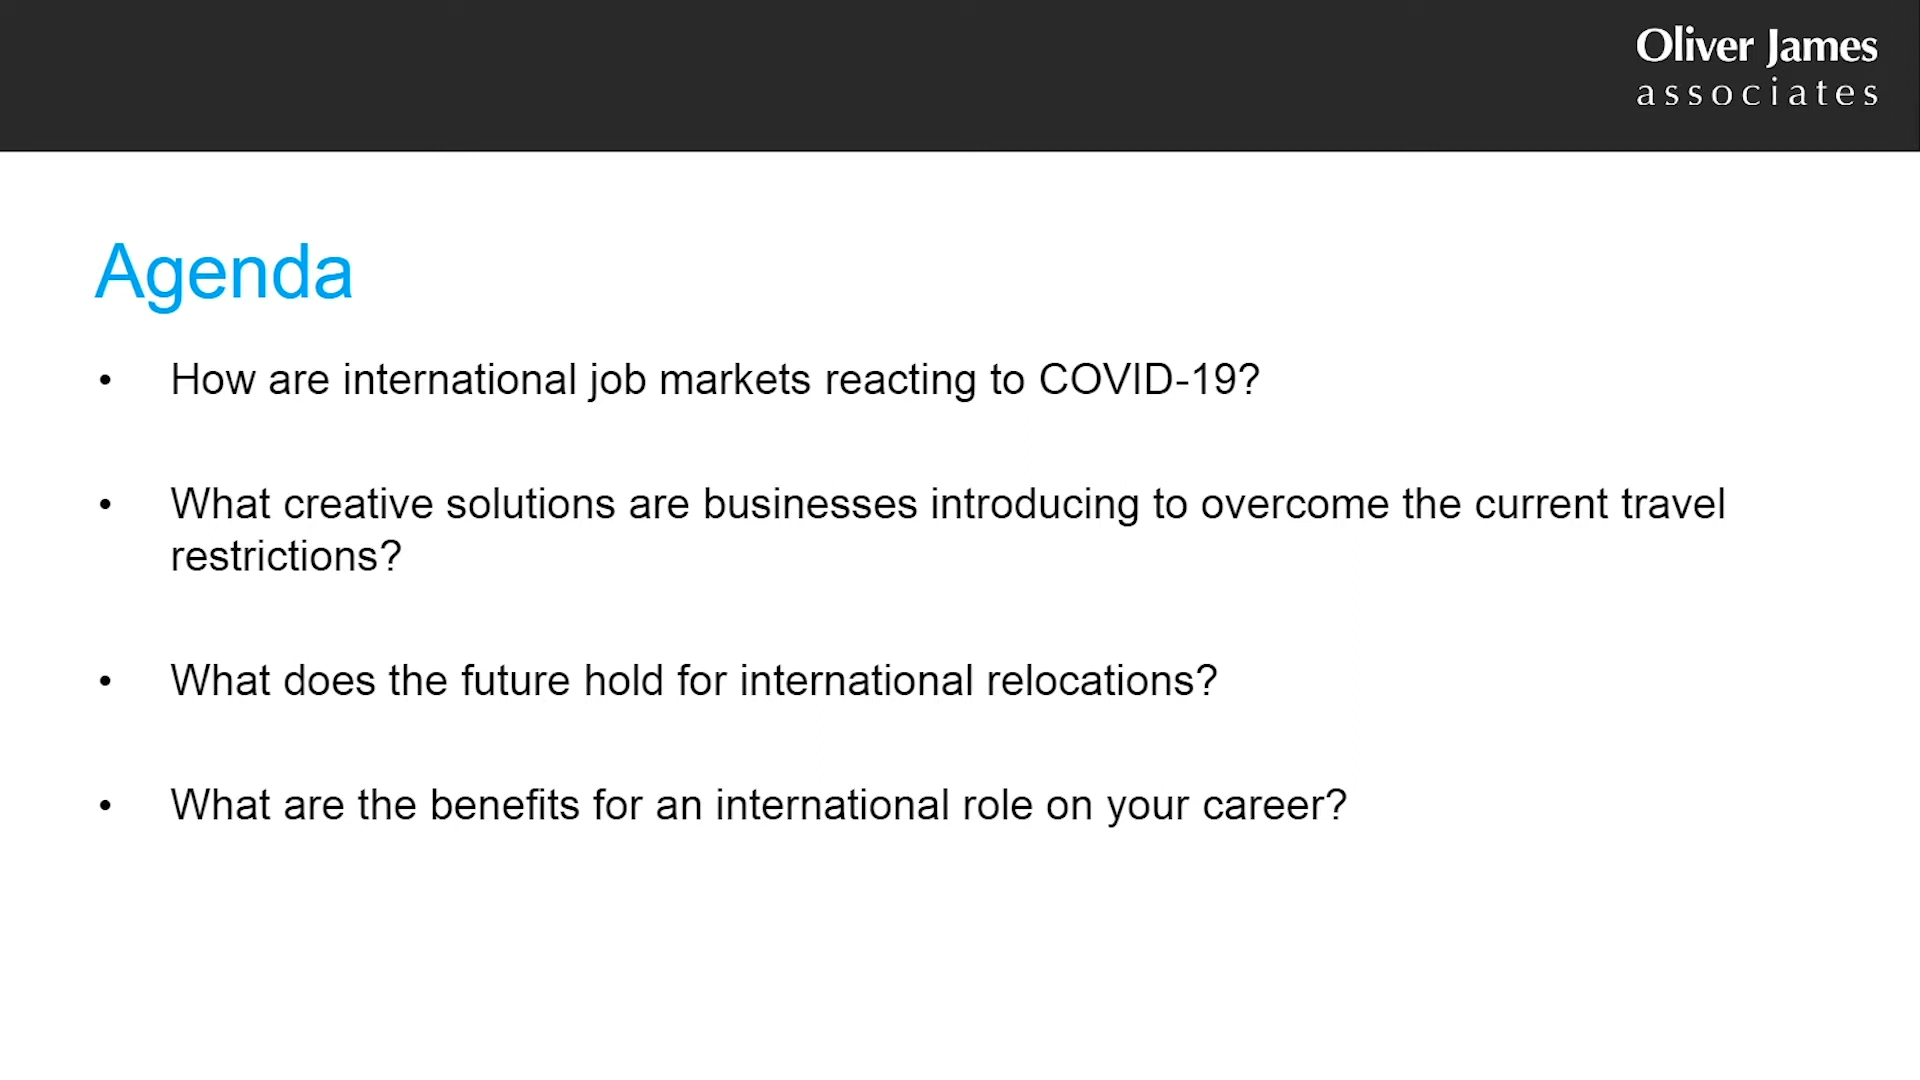 Oliver James
associates
Agenda
• How are international job markets reacting to COVID-19?
• What creative solutions are businesses introducing to overcome the current travel
restrictions?
• What does the future hold for international relocations?
• What are the benefits for an international role on your career?